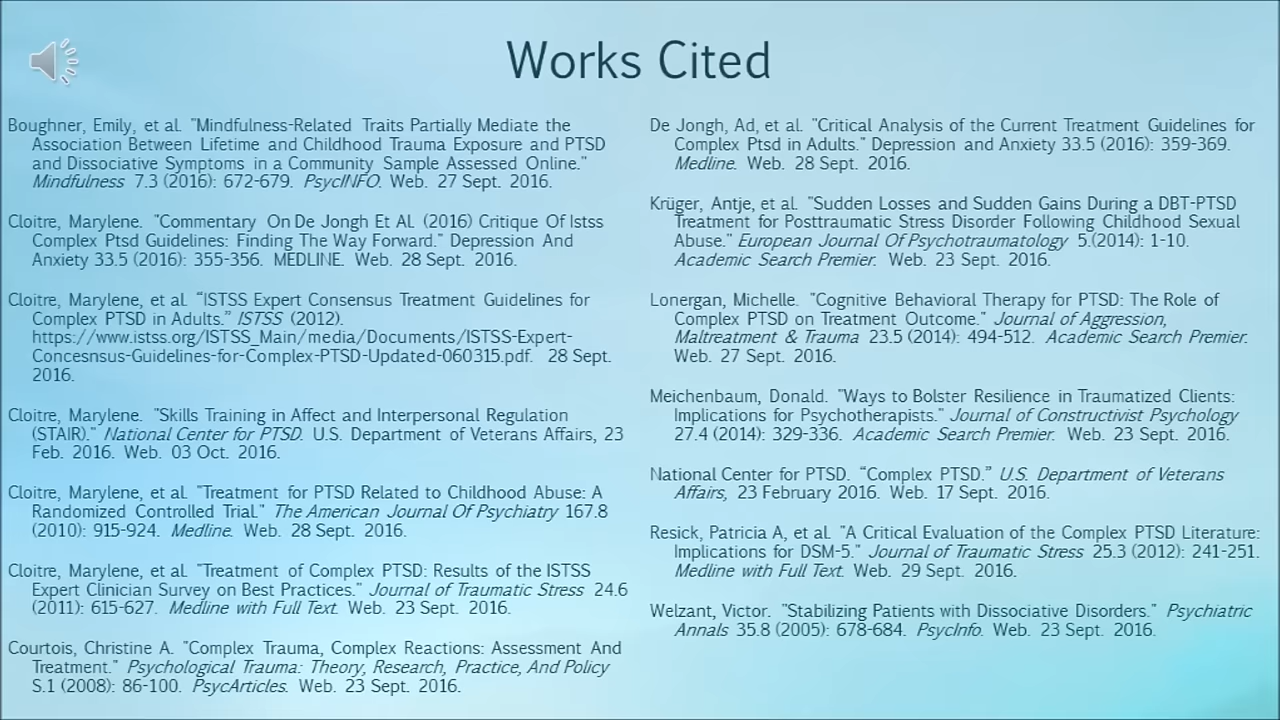 Works Cited
Boughner, Emily, et al. "Mindfulness-Related Traits Partially Mediate the
Association Between Lifetime and Childhood Trauma Exposure and PTSD
and Dissociative Symptoms in a Community Sample Assessed Online."
Mindfulness 7.3 (2016): 672-679. PsycINFO. Web. 27 Sept. 2016.
Cloitre, Marylene. "Commentary On De Jongh Et Al. (2016) Critique Of Istss
Complex Ptsd Guidelines: Finding The Way Forward." Depression And
Anxiety 33.5 (2016): 355-356. MEDLINE. Web. 28 Sept. 2016.
Cloitre, Marylene, et al. “ISTSS Expert Consensus Treatment Guidelines for
Complex PTSD in Adults.” ISTSS (2012).
https://www.istss.org/ISTSS_Main/media/Documents/ISTSS-Expert-
Concesnsus-Guidelines-for-Complex-PTSD-Updated-060315.pdf. 28 Sept.
2016.
Cloitre, Marylene. "Skills Training in Affect and Interpersonal Regulation
(STAIR)." National Center for PTSD. U.S. Department of Veterans Affairs, 23
Feb. 2016. Web. 03 Oct. 2016.
Cloitre, Marylene, et al. "Treatment for PTSD Related to Childhood Abuse: A
Randomized Controlled Trial." The American Journal Of Psychiatry 167.8
(2010): 915-924. Medline. Web. 28 Sept. 2016.
Cloitre, Marylene, et al. "Treatment of Complex PTSD: Results of the ISTSS
Expert Clinician Survey on Best Practices." Journal of Traumatic Stress 24.6
(2011): 615-627. Medline with Full Text. Web. 23 Sept. 2016.
Courtois, Christine A. "Complex Trauma, Complex Reactions: Assessment And
Treatment." Psychological Trauma: Theory, Research, Practice, And Policy
S.1 (2008): 86-100. PsycArticles. Web. 23 Sept. 2016.
De Jongh, Ad, et al. "Critical Analysis of the Current Treatment Guidelines for
Complex Ptsd in Adults." Depression and Anxiety 33.5 (2016): 359-369.
Medline. Web. 28 Sept. 2016.
Krüger, Antje, et al. "Sudden Losses and Sudden Gains During a DBT-PTSD
Treatment for Posttraumatic Stress Disorder Following Childhood Sexual
Abuse." European Journal Of Psychotraumatology 5.(2014): 1-10.
Academic Search Premier. Web. 23 Sept. 2016.
Lonergan, Michelle. "Cognitive Behavioral Therapy for PTSD: The Role of
Complex PTSD on Treatment Outcome." Journal of Aggression,
Maltreatment & Trauma 23.5 (2014): 494-512. Academic Search Premier.
Web. 27 Sept. 2016.
Meichenbaum, Donald. "Ways to Bolster Resilience in Traumatized Clients:
Implications for Psychotherapists." Journal of Constructivist Psychology
27.4 (2014): 329-336. Academic Search Premier. Web. 23 Sept. 2016.
National Center for PTSD. “Complex PTSD.” U.S. Department of Veterans
Affairs, 23 February 2016. Web. 17 Sept. 2016.
Resick, Patricia A, et al. "A Critical Evaluation of the Complex PTSD Literature:
Implications for DSM-5." Journal of Traumatic Stress 25.3 (2012): 241-251.
Medline with Full Text. Web. 29 Sept. 2016.
Welzant, Victor. "Stabilizing Patients with Dissociative Disorders." Psychiatric
Annals 35.8 (2005): 678-684. PsycInfo. Web. 23 Sept. 2016.